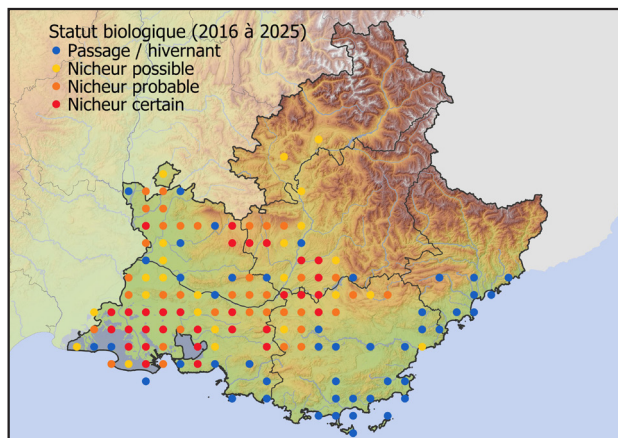 Statut biologique (2016 à 2025)
Passage / hivernant
Nicheur possible
Nicheur probable
Nicheur certain